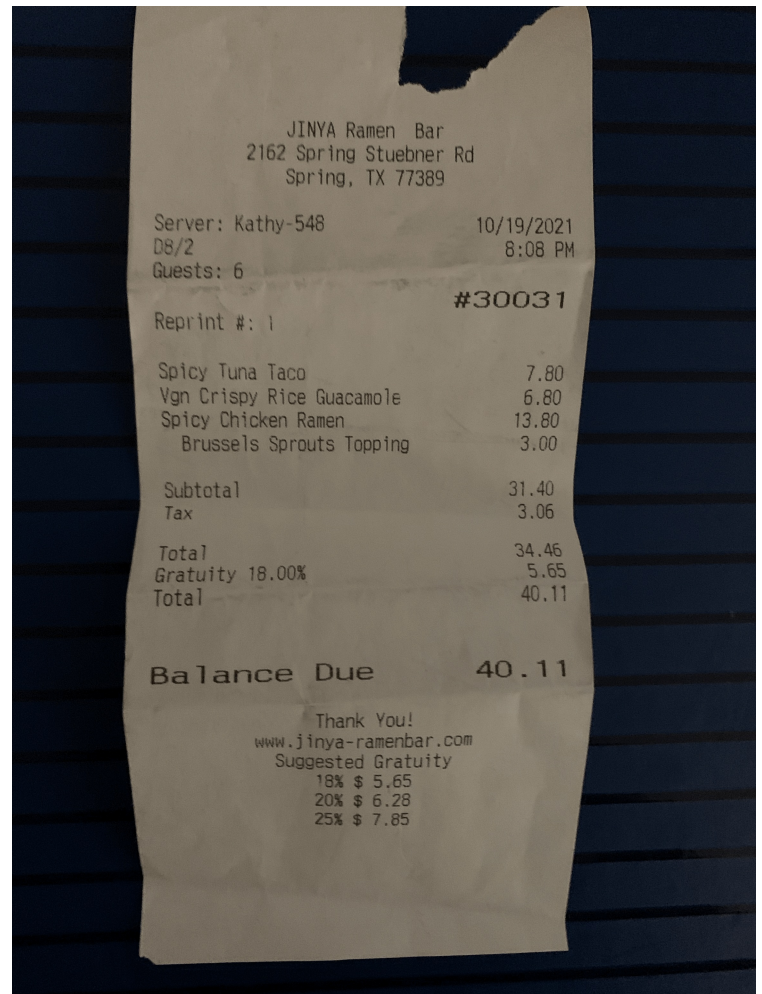 JINYA Ramen Bar
2162 Spring Stuebner Rd
Spring, TX 77389
Server: Kathy-548 10/19/2021
D8/2 8:08 PM
Guests: 6
#30031
Reprint #: 1
Spicy Tuna Taco 7.80
Vgn Crispy Rice Guacamole 6.80
Spicy Chicken Ramen 13.80
Brussels Sprouts Topping 3.00
Subtotal 31.40
Tax 3.06
Total 34.46
Gratuity 18.00% 5.65
Total 40.11
Balance Due 40.11
Thank You!
www.jinya-ramenbar.com
Suggested Gratuity
18% $ 5.65
20% $ 6.28
25% $ 7.85